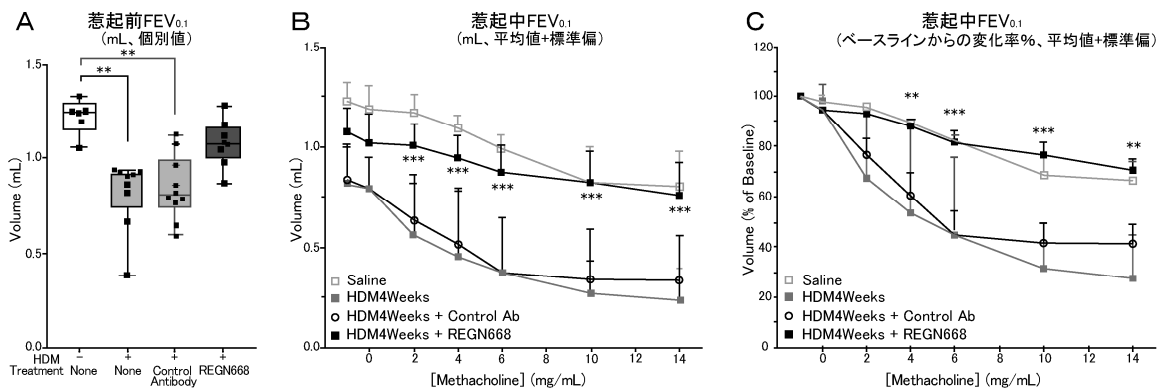 A
惹起前FEV0.1
(mL、個別値)
**
**
Volume (mL)
1.5
1.0
0.5
0.0
HDM
− + + +
Treatment None None Control REGN668
Antibody
B
惹起中FEV0.1
(mL、平均値+標準偏)
Volume (mL)
1.5
1.0
0.5
0.0
***
***
***
***
***
Saline
HDM4Weeks
HDM4Weeks + Control Ab
HDM4Weeks + REGN668
0 2 4 6 8 10 12 14
[Methacholine] (mg/mL)
C
惹起中FEV0.1
(ベースラインからの変化率%、平均値+標準偏)
Volume (% of Baseline)
120
100
80
60
40
20
0
**
***
***
**
Saline
HDM4Weeks
HDM4Weeks + Control Ab
HDM4Weeks + REGN668
0 2 4 6 8 10 12 14
[Methacholine] (mg/mL)